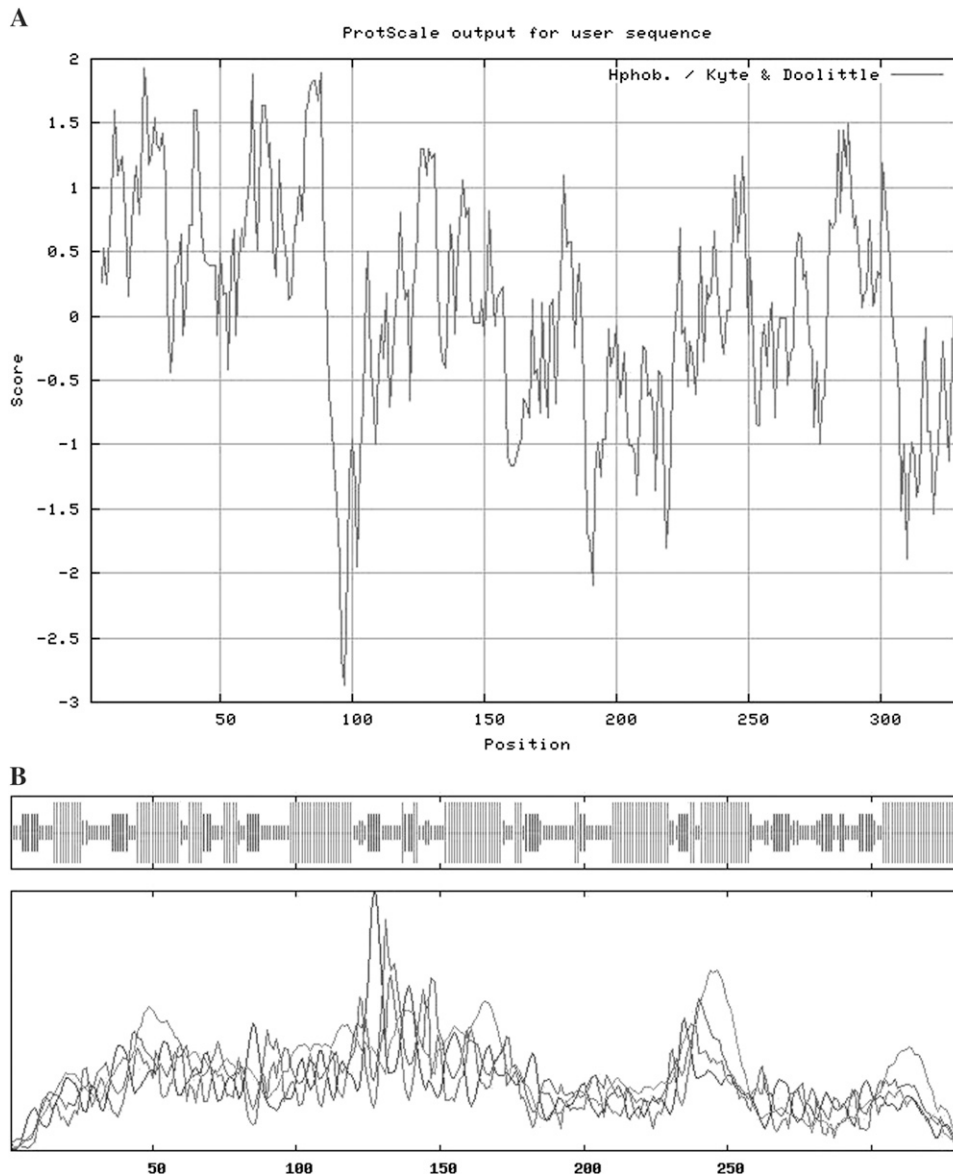 A
ProtScale output for user sequence
Hphob. / Kyte & Doolittle
2
1.5
1
0.5
0
-0.5
-1
-1.5
-2
-2.5
-3
Score
50 100 150 200 250 300
Position
B
50 100 150 200 250